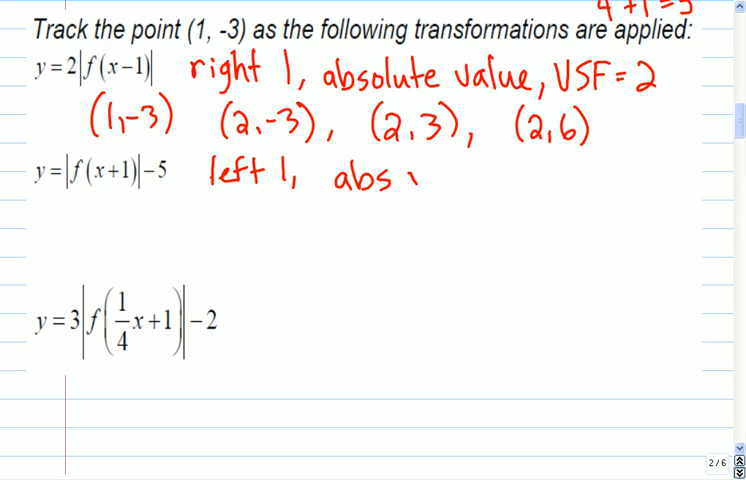 4 + 1 = 5
Track the point (1, -3) as the following transformations are applied:
y = 2|f(x − 1)| right 1, absolute value, VSF = 2
(1,-3) (2,-3), (2,3), (2,6)
y = |f(x + 1)| − 5 left 1, abs
y = 3|f(1/4 x + 1)| − 2
2 / 6